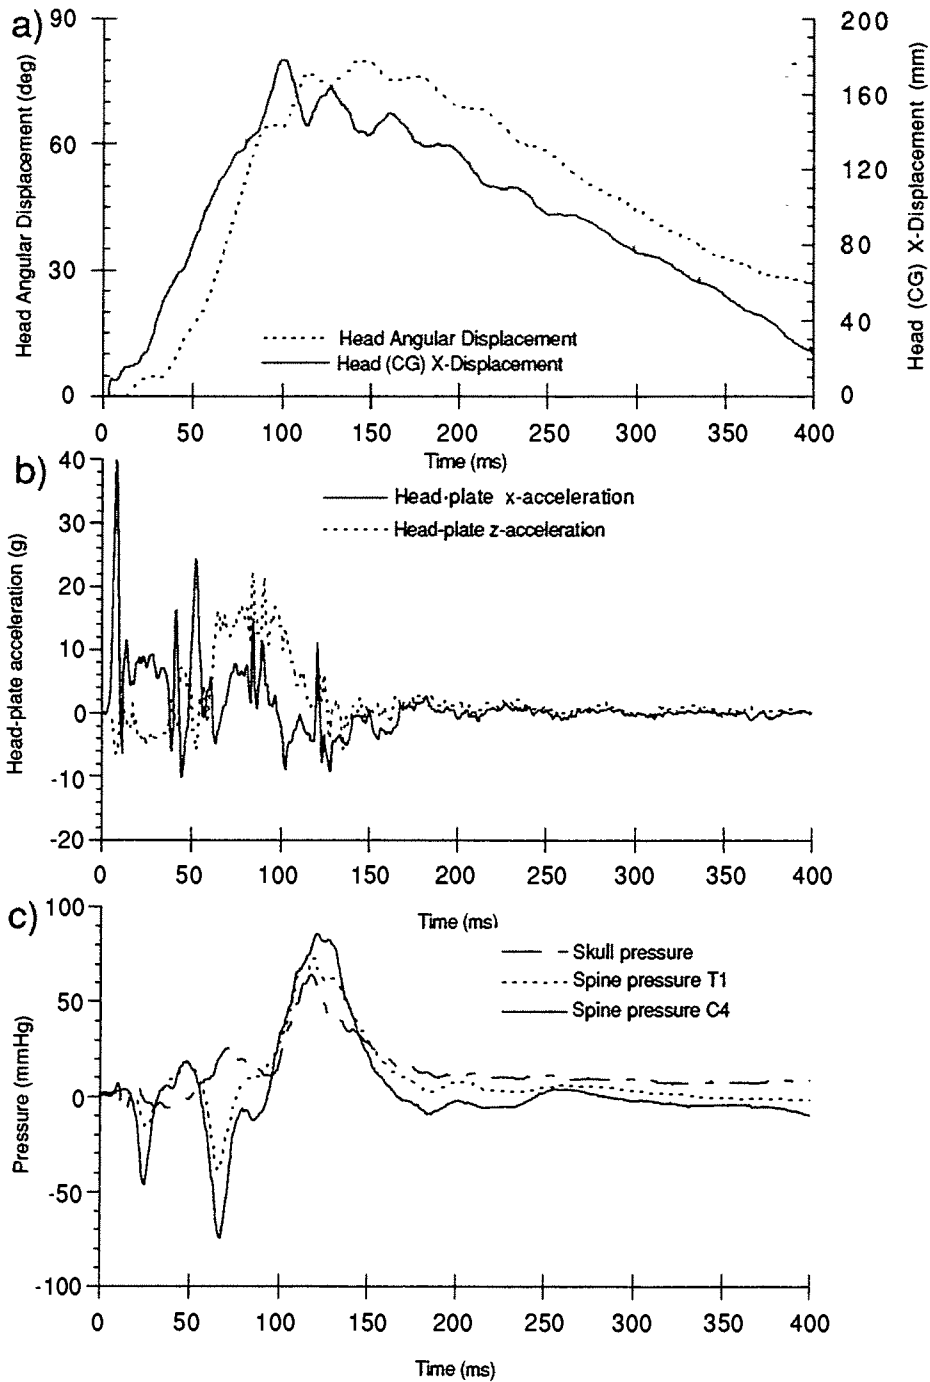 a)
90
60
30
0
Head Angular Displacement (deg)
200
160
120
80
40
0
Head (CG) X-Displacement (mm)
Head Angular Displacement
Head (CG) X-Displacement
0 50 100 150 200 250 300 350 400
Time (ms)
b)
40
30
20
10
0
-10
-20
Head-plate acceleration (g)
Head-plate x-acceleration
Head-plate z-acceleration
0 50 100 150 200 250 300 350 400
Time (ms)
c)
100
50
0
-50
-100
Pressure (mmHg)
Skull pressure
Spine pressure T1
Spine pressure C4
0 50 100 150 200 250 300 350 400
Time (ms)